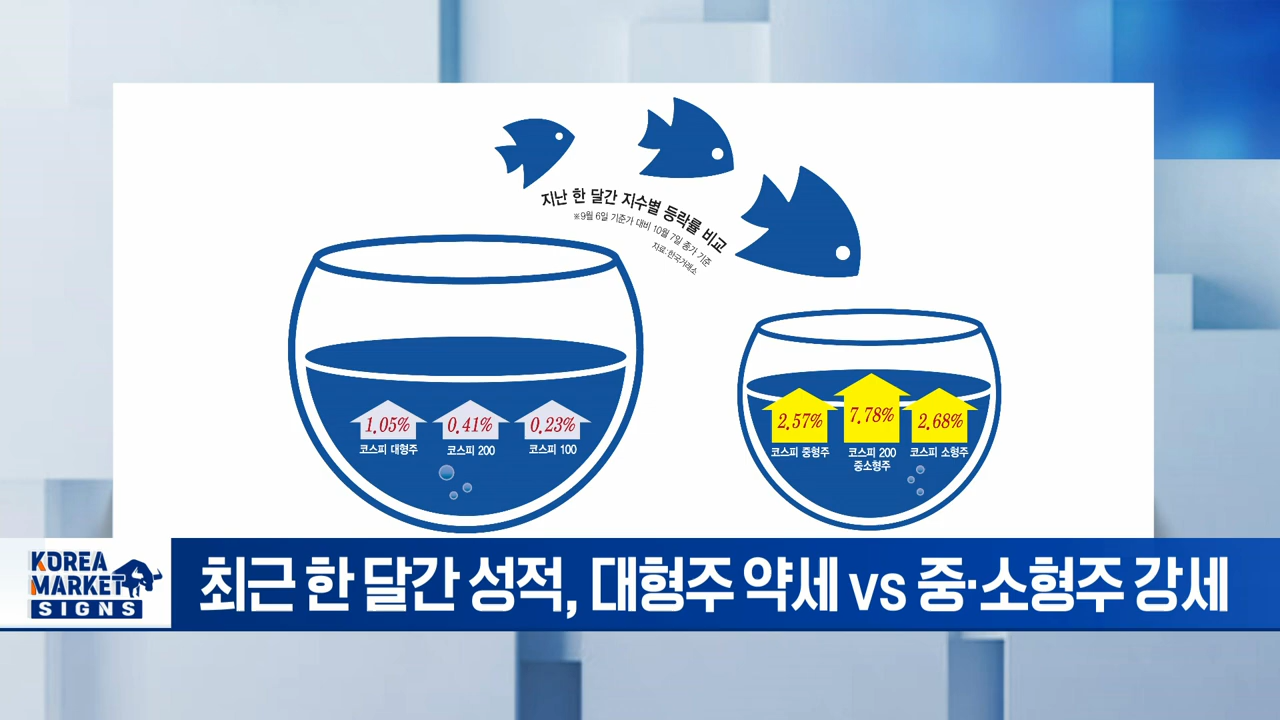 지난 한 달간 지수별 등락률 비교
※9월 6일 기준가 대비 10월 7일 종가 기준
자료:한국거래소
1.05%
0.41%
0.23%
코스피 대형주
코스피 200
코스피 100
2.57%
7.78%
2.68%
코스피 중형주
코스피 200
중소형주
코스피 소형주
KOREA
MARKET
SIGNS
최근 한 달간 성적, 대형주 약세 vs 중·소형주 강세